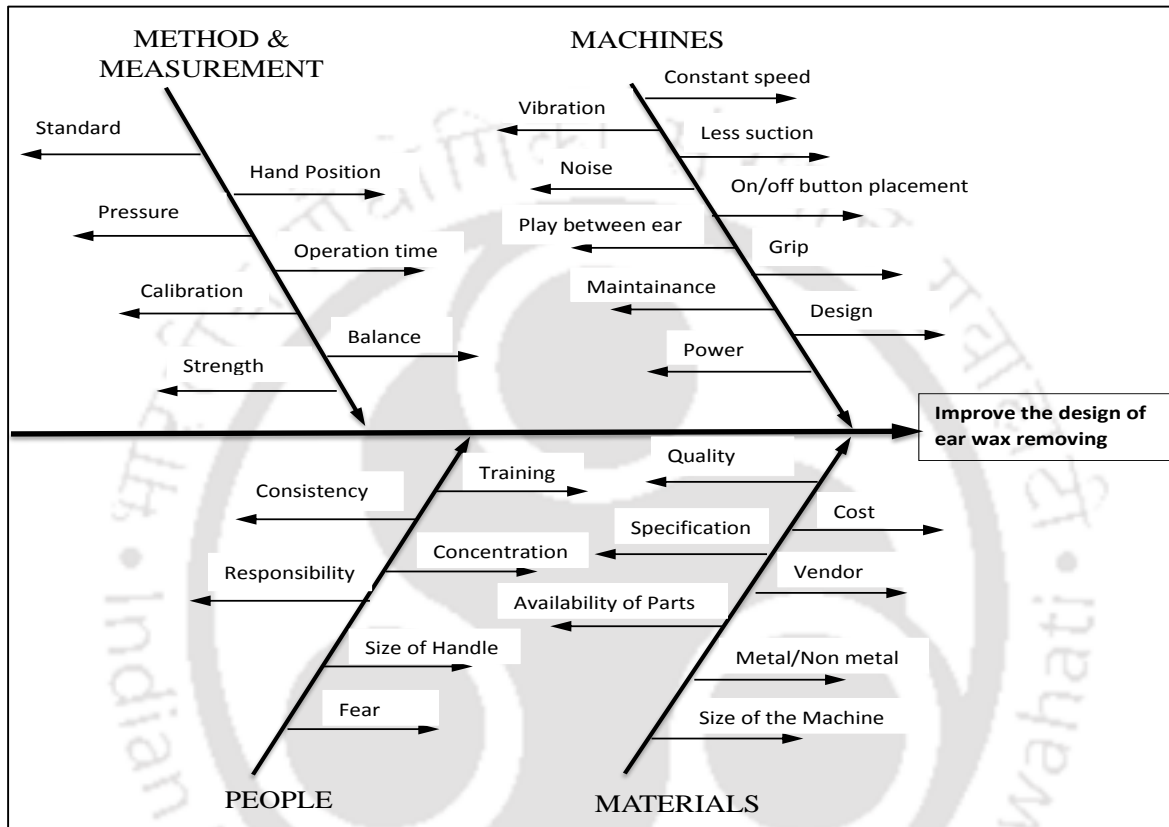 METHOD &
MEASUREMENT
MACHINES
Standard
Hand Position
Pressure
Operation time
Calibration
Balance
Strength
Constant speed
Vibration
Less suction
Noise
On/off button placement
Play between ear
Grip
Maintainance
Design
Power
Improve the design of
ear wax removing
Training
Consistency
Concentration
Responsibility
Size of Handle
Fear
PEOPLE
Quality
Cost
Specification
Vendor
Availability of Parts
Metal/Non metal
Size of the Machine
MATERIALS
Indian
wahati